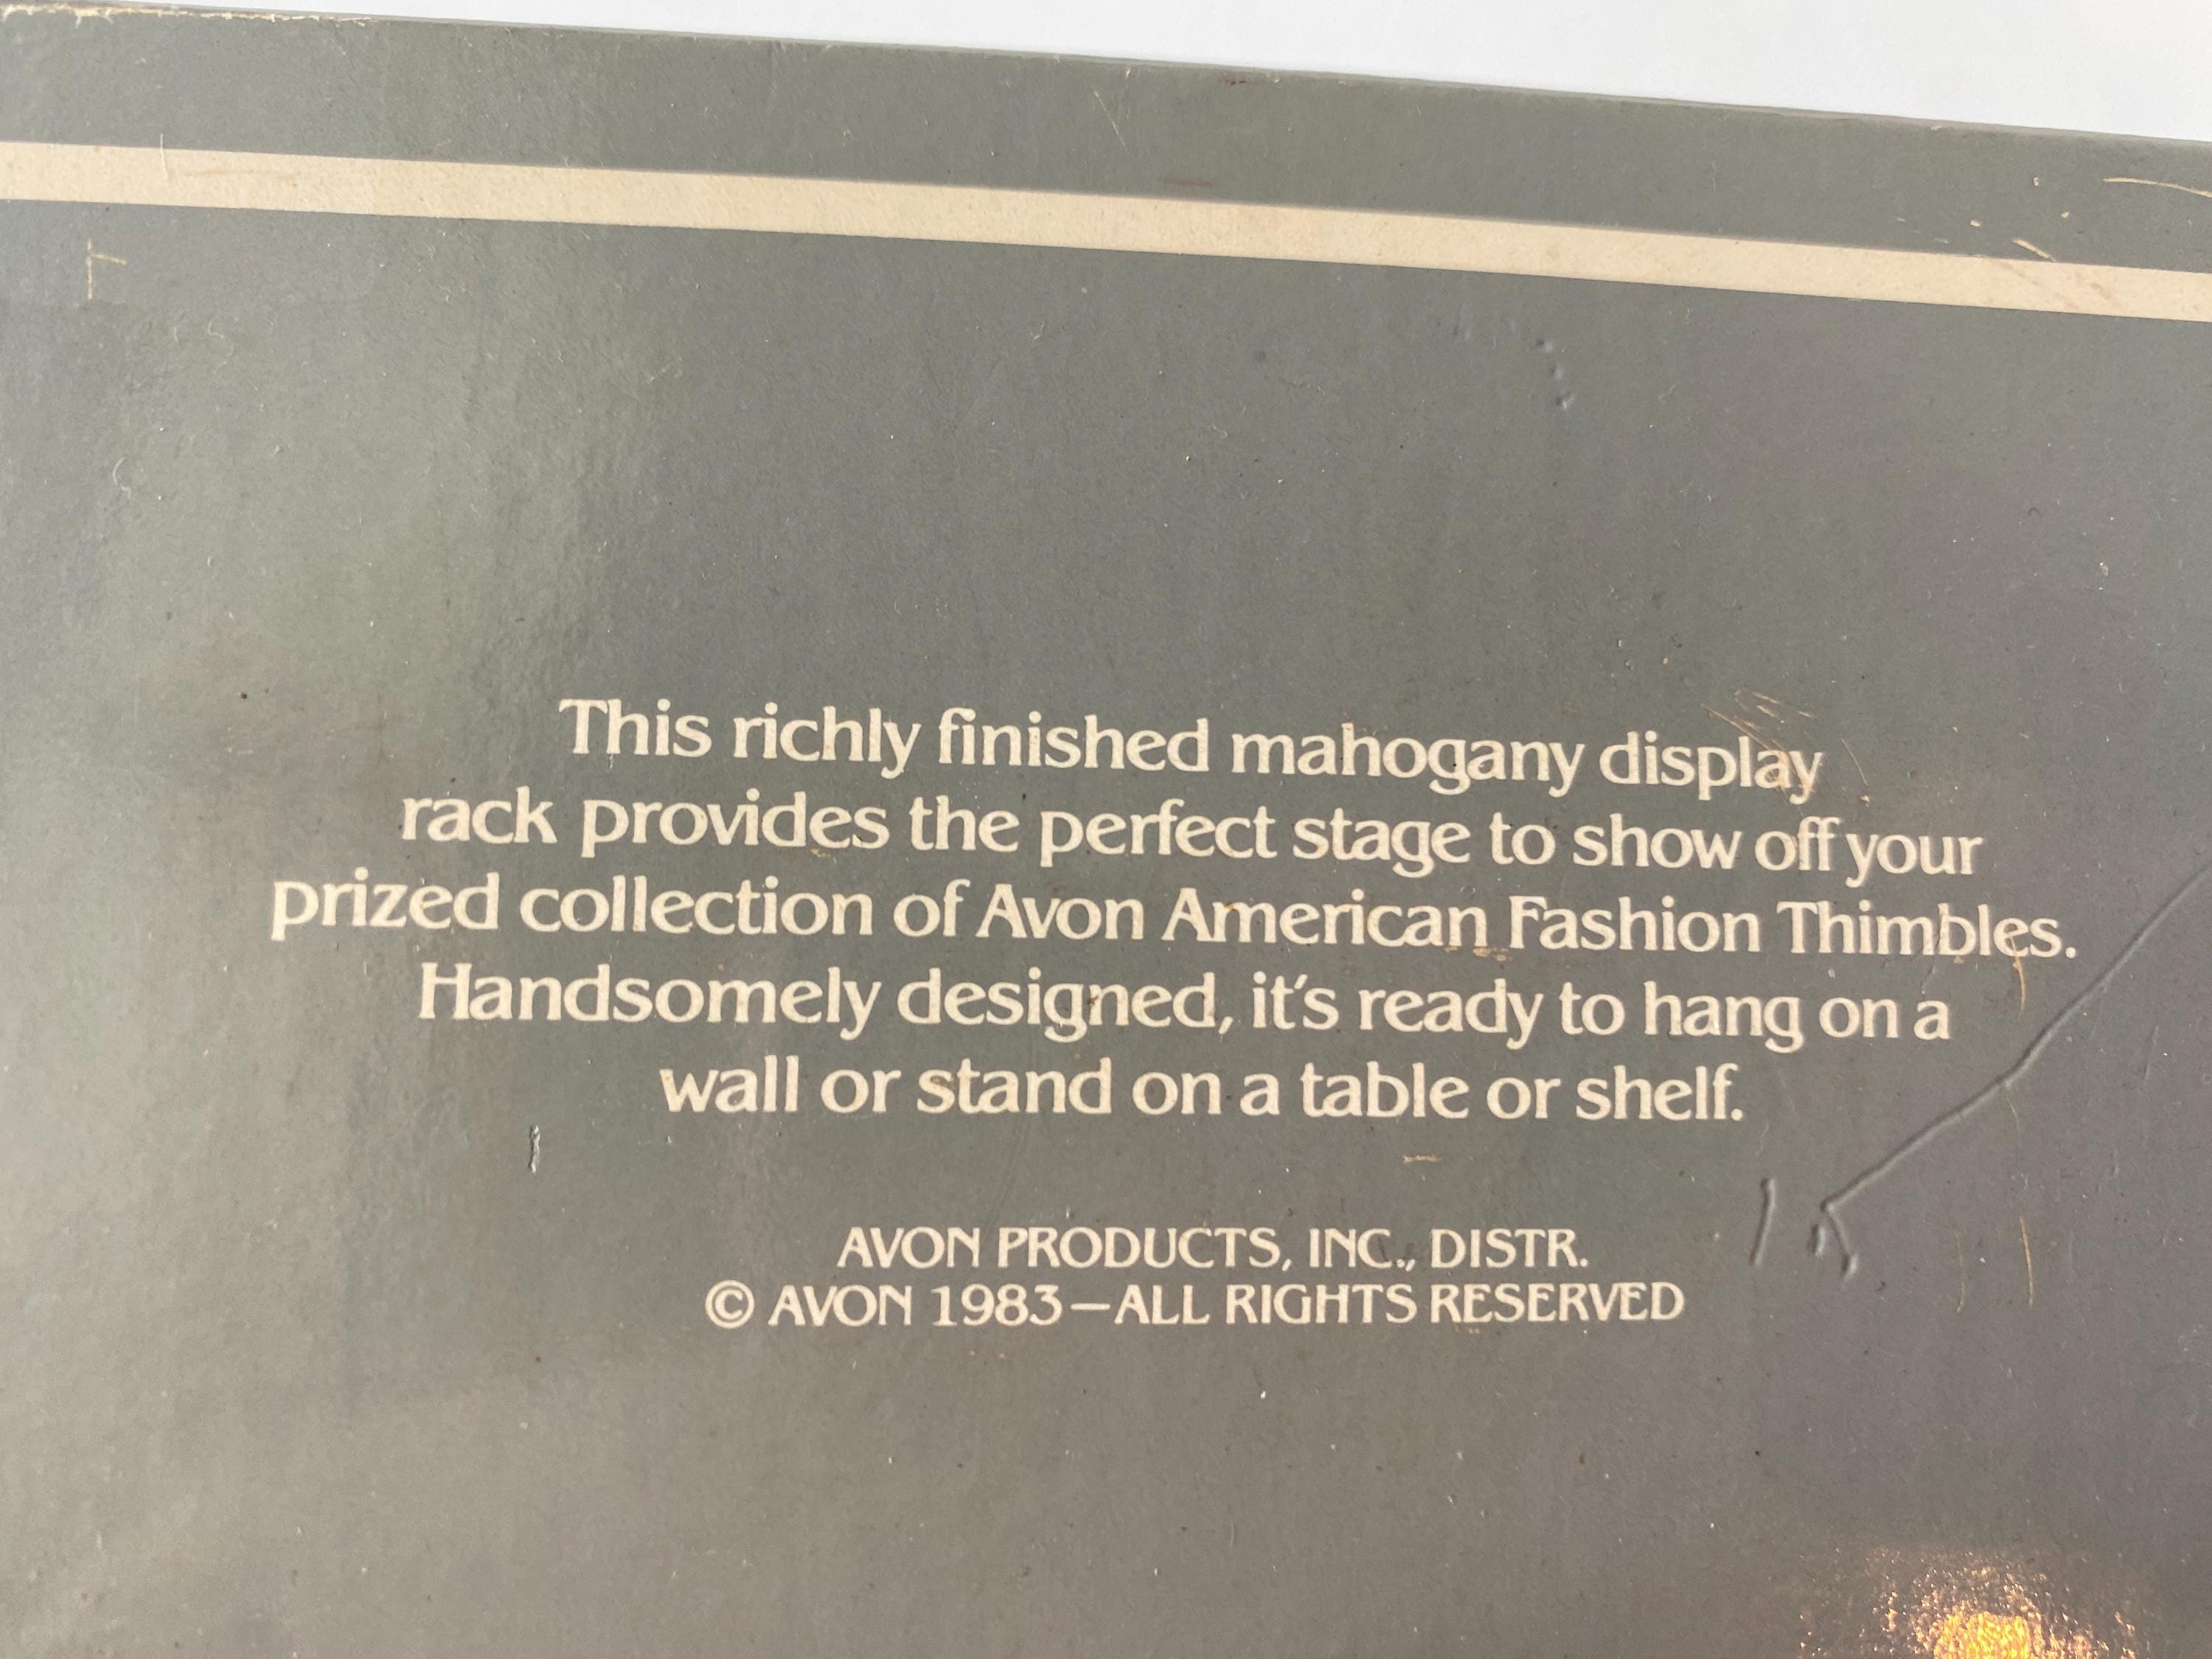 This richly finished mahogany display
rack provides the perfect stage to show off your
prized collection of Avon American Fashion Thimbles.
Handsomely designed, it's ready to hang on a
wall or stand on a table or shelf.
AVON PRODUCTS, INC., DISTR.
© AVON 1983—ALL RIGHTS RESERVED